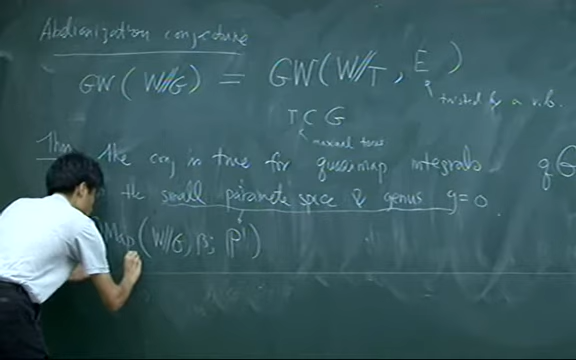 Abelianization conjecture
GW(W//G) = GW(W//T, E)
twisted by a v.b.
T ⊂ G
maximal torus
Thm the conj is true for quasimap integrals
the small parameter space & genus g=0.
Map(W//G, β; P¹)